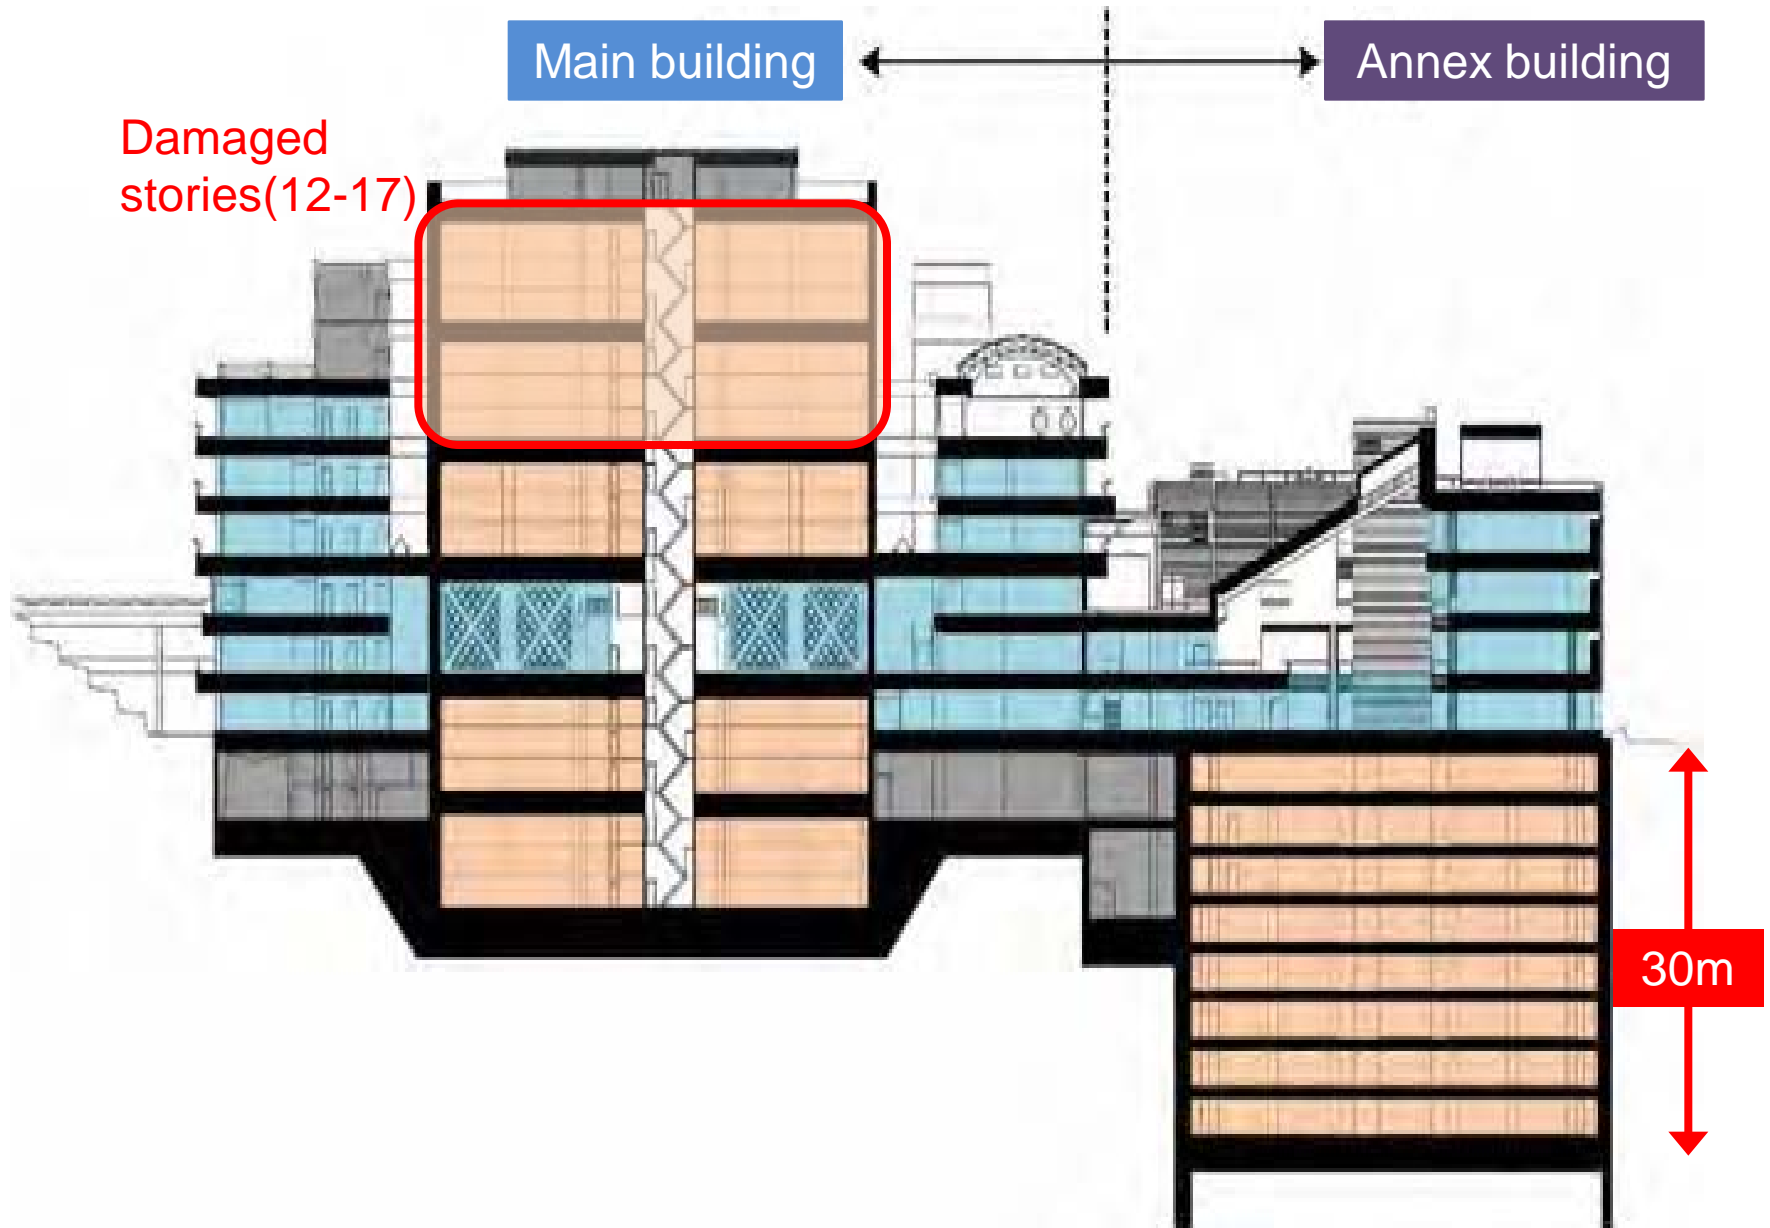 Main building
Annex building
Damaged
stories(12-17)
30m